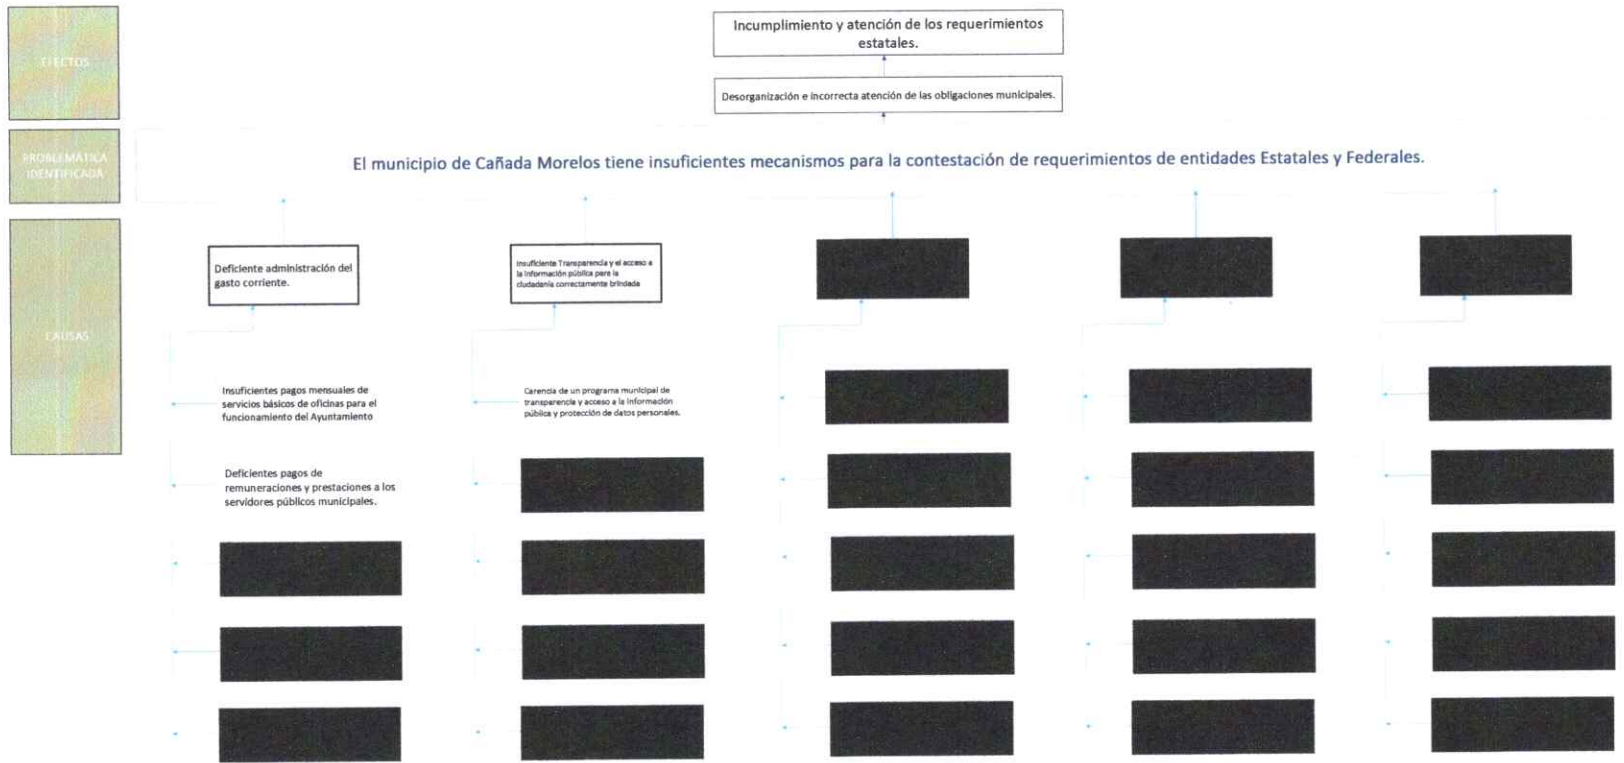 EFECTOS
Incumplimiento y atención de los requerimientos
estatales.
Desorganización e incorrecta atención de las obligaciones municipales.
PROBLEMÁTICA
IDENTIFICADA
El municipio de Cañada Morelos tiene insuficientes mecanismos para la contestación de requerimientos de entidades Estatales y Federales.
CAUSAS
Deficiente administración del
gasto corriente.
Insuficiente Transparencia y el acceso a
la información pública para la
ciudadanía correctamente brindada
Insuficientes pagos mensuales de
servicios básicos de oficinas para el
funcionamiento del Ayuntamiento
Carencia de un programa municipal de
transparencia y acceso a la información
pública y protección de datos personales.
Deficientes pagos de
remuneraciones y prestaciones a los
servidores públicos municipales.